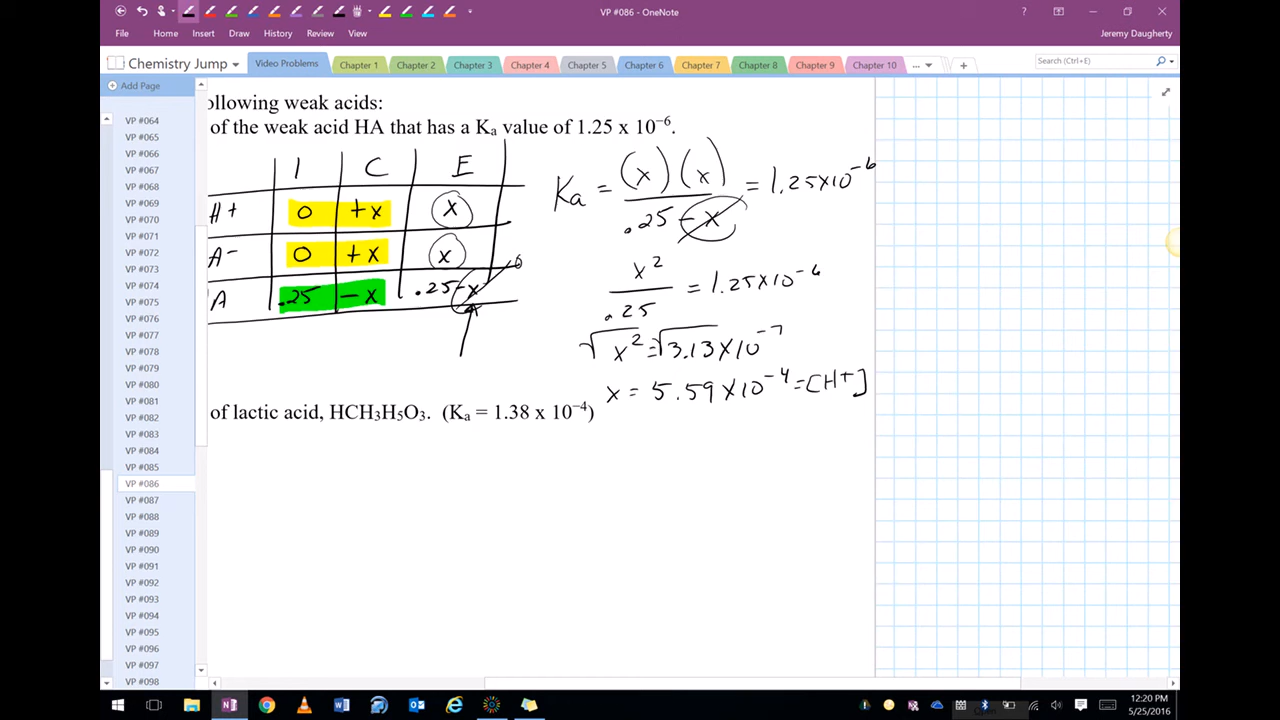 VP #086 - OneNote
File Home Insert Draw History Review View
Jeremy Daugherty
Chemistry Jump
Video Problems Chapter 1 Chapter 2 Chapter 3 Chapter 4 Chapter 5 Chapter 6 Chapter 7 Chapter 8 Chapter 9 Chapter 10 ...
Search (Ctrl+E)
Add Page
VP #064
VP #065
VP #066
VP #067
VP #068
VP #069
VP #070
VP #071
VP #072
VP #073
VP #074
VP #075
VP #076
VP #077
VP #078
VP #079
VP #080
VP #081
VP #082
VP #083
VP #084
VP #085
VP #086
VP #087
VP #088
VP #089
VP #090
VP #091
VP #092
VP #093
VP #094
VP #095
VP #096
VP #097
VP #098
ollowing weak acids:
of the weak acid HA that has a Ka value of 1.25 x 10⁻⁶.
I C E
H+ 0 +x x
A- 0 +x x
A .25 -x .25-x 0
Ka = (x)(x) / .25-x = 1.25x10⁻⁶
x² / .25 = 1.25x10⁻⁶
√x² = √3.13x10⁻⁷
x = 5.59x10⁻⁴ = [H+]
of lactic acid, HCH₃H₅O₃. (Ka = 1.38 x 10⁻⁴)
12:20 PM
5/25/2016